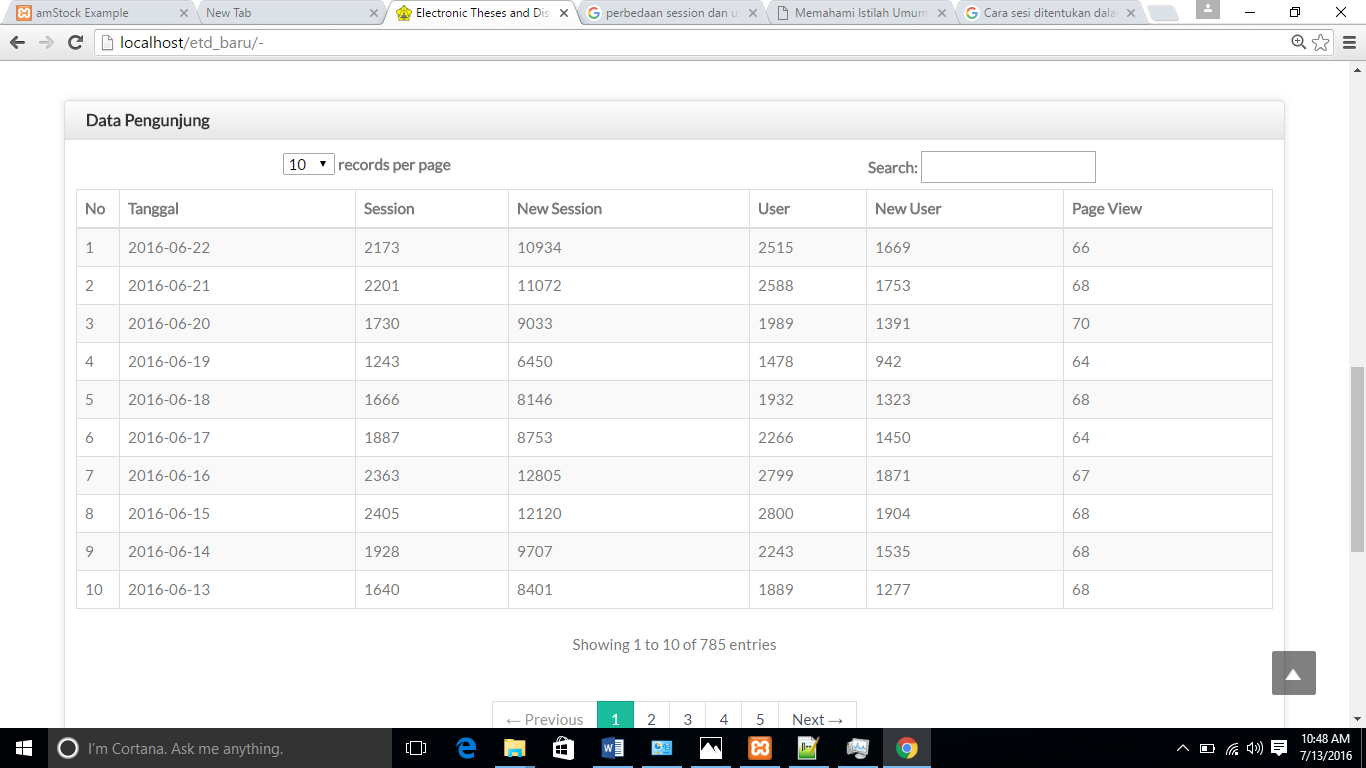 amStock Example New Tab Electronic Theses and Dis perbedaan session dan u Memahami Istilah Umum Cara sesi ditentukan dala
localhost/etd_baru/-
Data Pengunjung
10 records per page Search:
No Tanggal Session New Session User New User Page View
1 2016-06-22 2173 10934 2515 1669 66
2 2016-06-21 2201 11072 2588 1753 68
3 2016-06-20 1730 9033 1989 1391 70
4 2016-06-19 1243 6450 1478 942 64
5 2016-06-18 1666 8146 1932 1323 68
6 2016-06-17 1887 8753 2266 1450 64
7 2016-06-16 2363 12805 2799 1871 67
8 2016-06-15 2405 12120 2800 1904 68
9 2016-06-14 1928 9707 2243 1535 68
10 2016-06-13 1640 8401 1889 1277 68
Showing 1 to 10 of 785 entries
← Previous 1 2 3 4 5 Next →
I'm Cortana. Ask me anything.
10:48 AM
7/13/2016